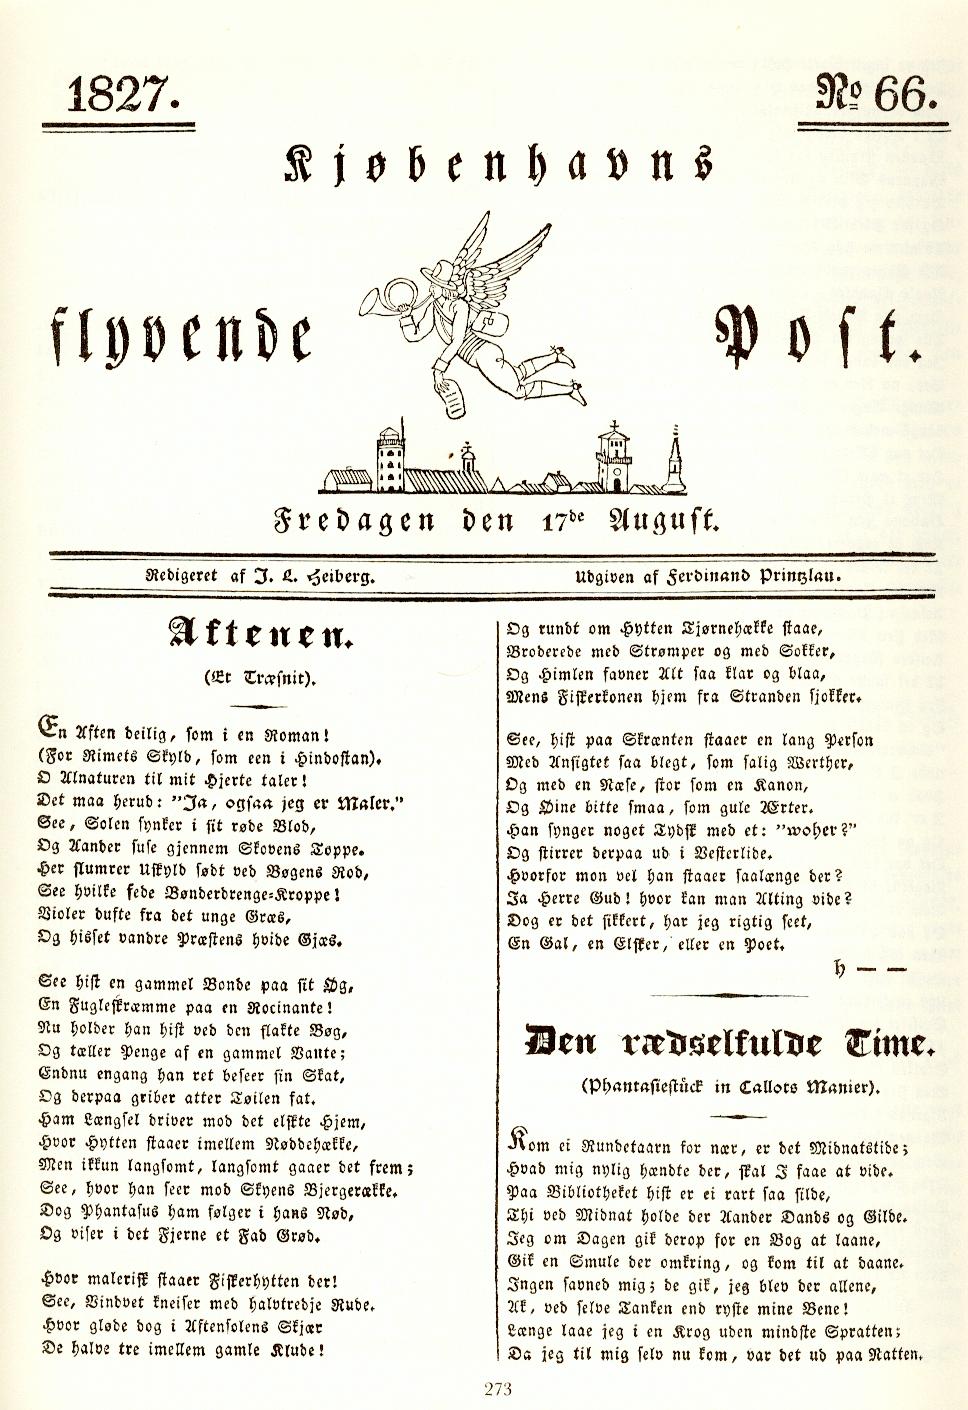 1827.
No 66.
Kjøbenhavns
flyvende Post.
Fredagen den 17de August.
Redigeret af J. L. Heiberg.
Udgiven af Ferdinand Printzlau.
Aftenen.
(Et Træsnit).
En Aften deilig, som i en Roman!
(For Rimets Skyld, som een i Hindostan).
O Alnaturen til mit Hjerte taler!
Det maa herud: "Ja, ogsaa jeg er Maler."
See, Solen synker i sit røde Blod,
Og Aander suse gjennem Skovens Toppe.
Her slumrer Uskyld sødt ved Bøgens Rod,
See hvilke fede Bønderdrenge-Kroppe!
Violer dufte fra det unge Græs,
Og hisset vandre Præstens hvide Gjæs.
See hist en gammel Bonde paa sit Øg,
En Fugleskræmme paa en Rocinante!
Nu holder han hist ved den flakte Bøg,
Og tæller Penge af en gammel Vante;
Endnu engang han ret beseer sin Skat,
Og derpaa griber atter Tøilen fat.
Ham Længsel driver mod det elskte Hjem,
Hvor Hytten staaer imellem Nøddehække,
Men ikkun langsomt, langsomt gaaer det frem;
See, hvor han seer mod Skyens Bjergerække.
Dog Phantasus ham følger i hans Nød,
Og viser i det Fjerne et Fad Grød.
Hvor malerisk staaer Fiskerhytten der!
See, Vinduet kneiser med halvtredje Rude.
Hvor gløde dog i Aftensolens Skjær
De halve tre imellem gamle Klude!
Og rundt om Hytten Tjørnehække staae,
Broderede med Strømper og med Sokker,
Og Himlen favner Alt saa klar og blaa,
Mens Fiskerkonen hjem fra Stranden sjokker.
See, hist paa Skrænten staaer en lang Person
Med Ansigtet saa blegt, som salig Werther,
Og med en Næse, stor som en Kanon,
Og Øine bitte smaa, som gule Ærter.
Han synger noget Tydsk med et: "woher?"
Og stirrer derpaa ud i Vesterlide.
Hvorfor mon vel han staaer saalænge der?
Ja Herre Gud! hvor kan man Alting vide?
Dog er det sikkert, har jeg rigtig seet,
En Gal, en Elsker, eller en Poet.
h — —
Den rædselfulde Time.
(Phantasiestück in Callots Manier).
Kom ei Rundetaarn for nær, er det Midnatstide;
Hvad mig nylig hændte der, skal I faae at vide.
Paa Bibliotheket hist er ei rart saa silde,
Thi ved Midnat holde der Aander Dands og Gilde.
Jeg om Dagen gik derop for en Bog at laane,
Gik en Smule der omkring, og kom til at daane.
Ingen savned mig; de gik, jeg blev der allene,
Ak, ved selve Tanken end ryste mine Bene!
Længe laae jeg i en Krog uden mindste Spratten;
Da jeg til mig selv nu kom, var det ud paa Natten.
273